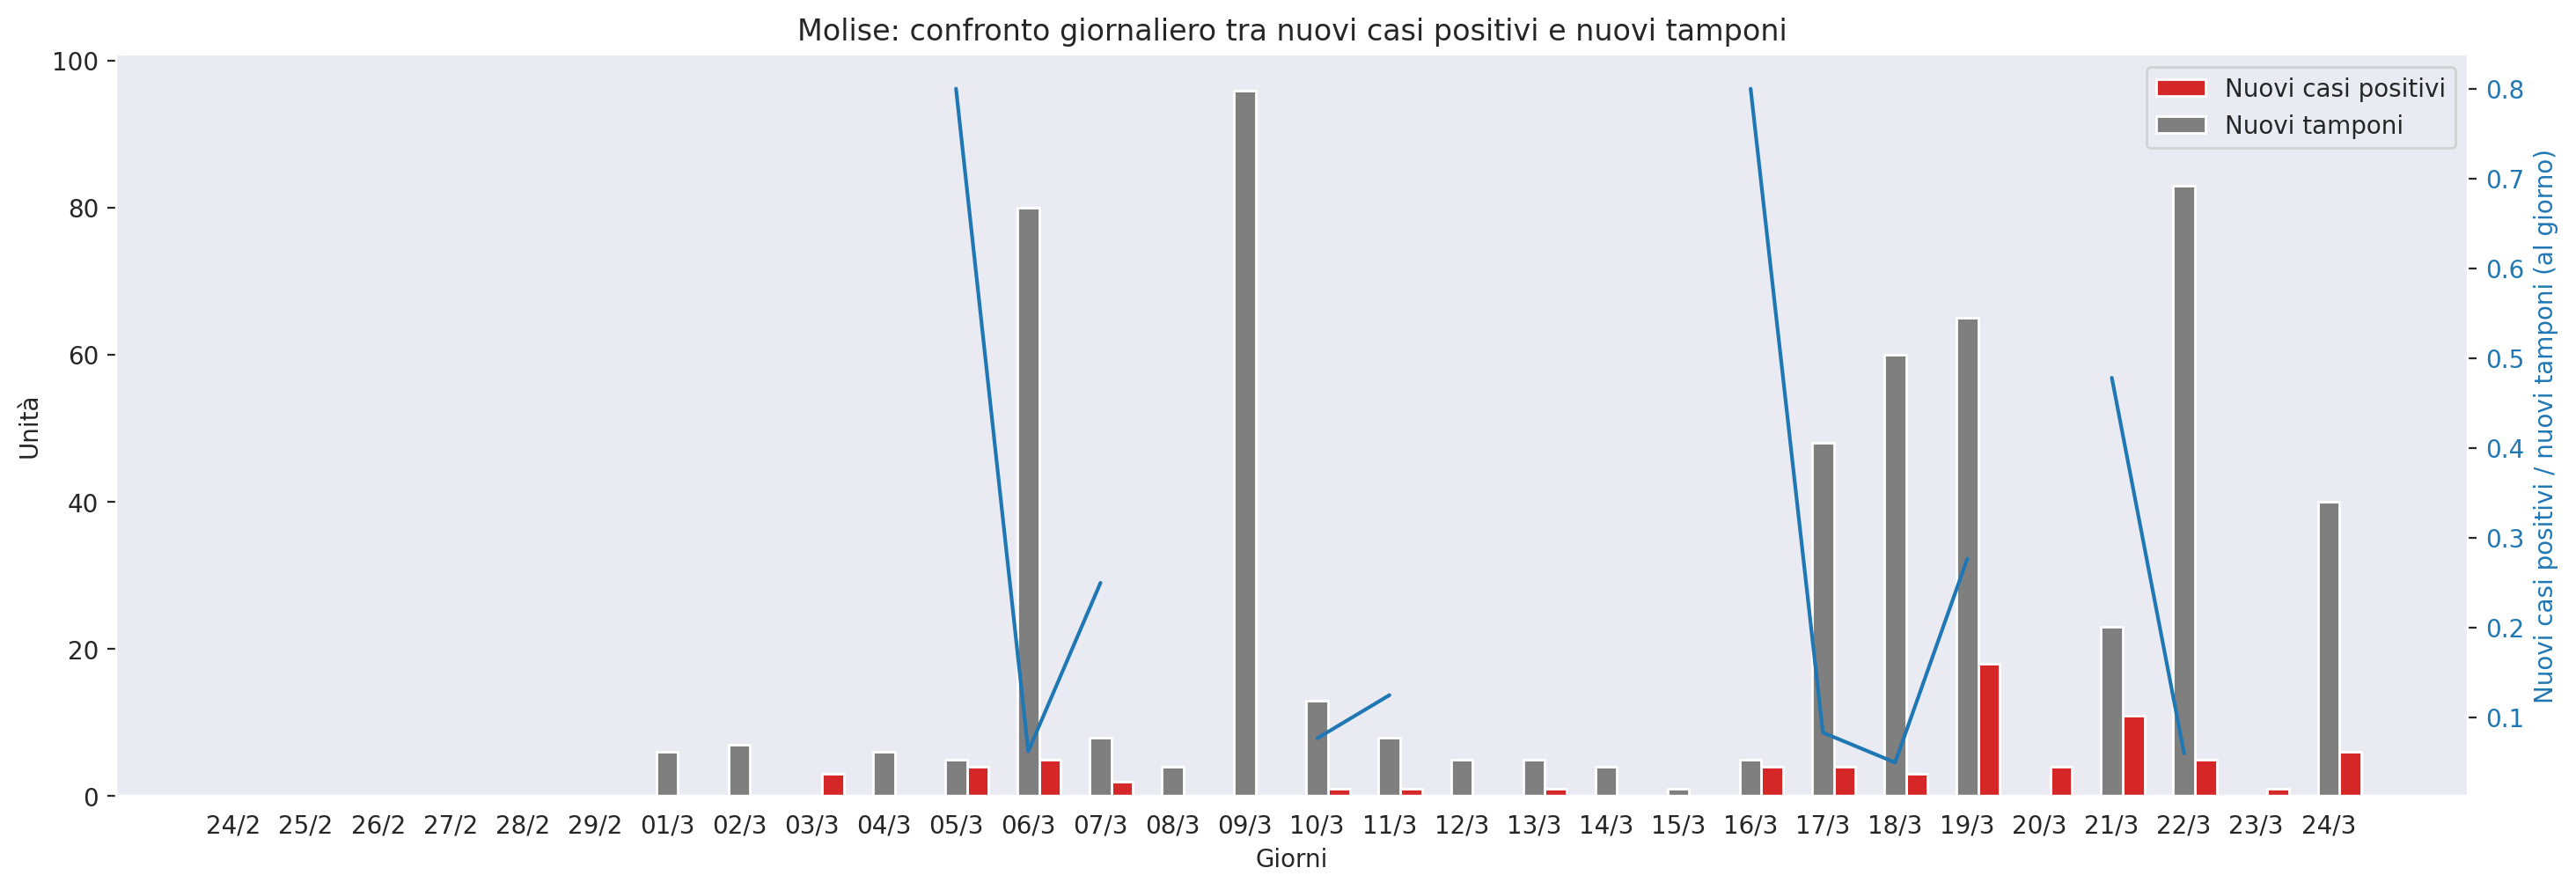 Molise: confronto giornaliero tra nuovi casi positivi e nuovi tamponi
Nuovi casi positivi
Nuovi tamponi
Unità
100
80
60
40
20
0
0.8
0.7
0.6
0.5
0.4
0.3
0.2
0.1
Nuovi casi positivi / nuovi tamponi (al giorno)
24/2 25/2 26/2 27/2 28/2 29/2 01/3 02/3 03/3 04/3 05/3 06/3 07/3 08/3 09/3 10/3 11/3 12/3 13/3 14/3 15/3 16/3 17/3 18/3 19/3 20/3 21/3 22/3 23/3 24/3
Giorni